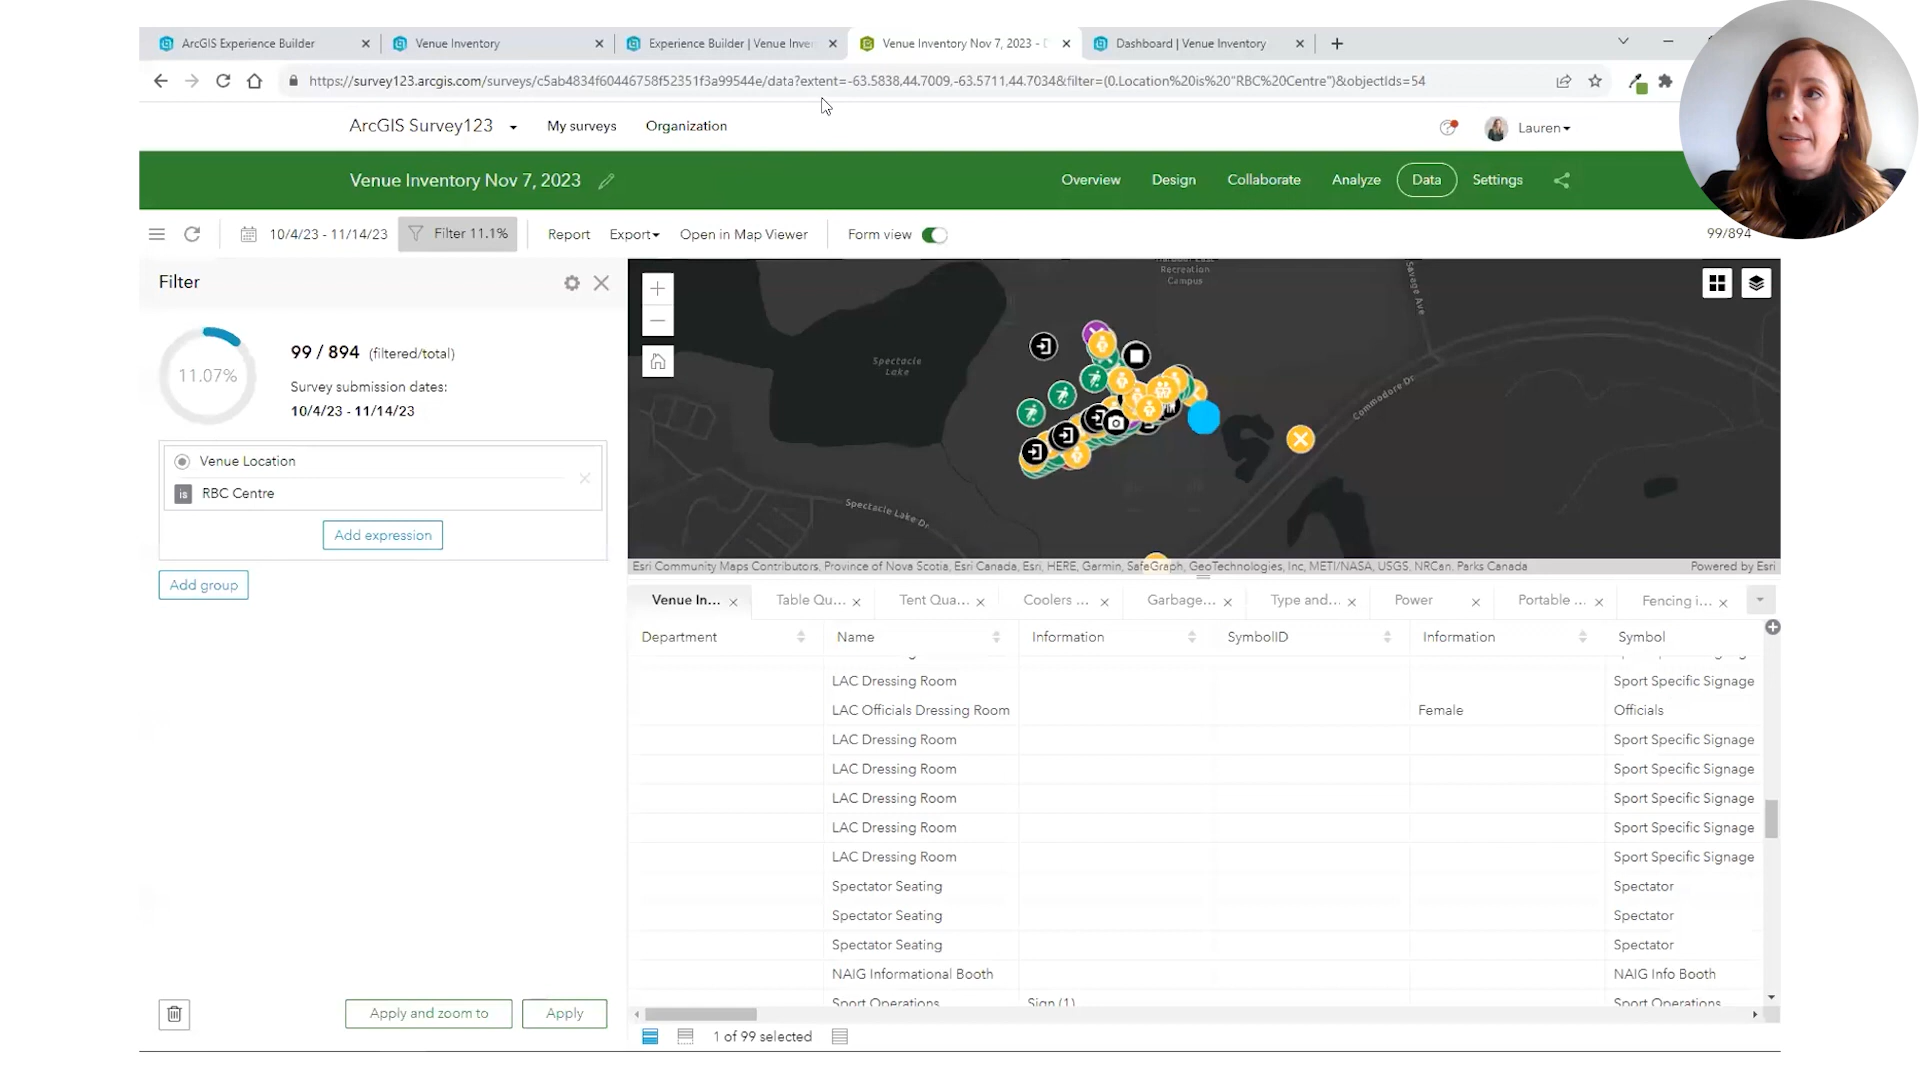 ArcGIS Experience Builder
Venue Inventory
Experience Builder | Venue Inve
Venue Inventory Nov 7, 2023 -
Dashboard | Venue Inventory
https://survey123.arcgis.com/surveys/c5ab4834f60446758f52351f3a99544e/data?extent=-63.5838,44.7009,-63.5711,44.7034&filter=(0.Location%20is%20"RBC%20Centre")&objectIds=54
ArcGIS Survey123
My surveys
Organization
Lauren
Venue Inventory Nov 7, 2023
Overview
Design
Collaborate
Analyze
Data
Settings
10/4/23 - 11/14/23
Filter 11.1%
Report
Export
Open in Map Viewer
Form view
99/894
Filter
11.07%
99 / 894 (filtered/total)
Survey submission dates:
10/4/23 - 11/14/23
Venue Location
is RBC Centre
Add expression
Add group
Apply and zoom to
Apply
Recreation
Campus
Savage Ave
Spectacle
Lake
Commodore Dr
Spectacle Lake Dr
Esri Community Maps Contributors, Province of Nova Scotia, Esri Canada, Esri, HERE, Garmin, SafeGraph, GeoTechnologies, Inc, METI/NASA, USGS, NRCan, Parks Canada
Powered by Esri
Venue In...
Table Qu...
Tent Qua...
Coolers ...
Garbage...
Type and...
Power
Portable ...
Fencing i...
Department
Name
Information
SymbolID
Information
Symbol
LAC Dressing Room Sport Specific Signage
LAC Officials Dressing Room Female Officials
LAC Dressing Room Sport Specific Signage
LAC Dressing Room Sport Specific Signage
LAC Dressing Room Sport Specific Signage
LAC Dressing Room Sport Specific Signage
LAC Dressing Room Sport Specific Signage
Spectator Seating Spectator
Spectator Seating Spectator
Spectator Seating Spectator
NAIG Informational Booth NAIG Info Booth
Sport Operations Sign (1) Sport Operations
1 of 99 selected